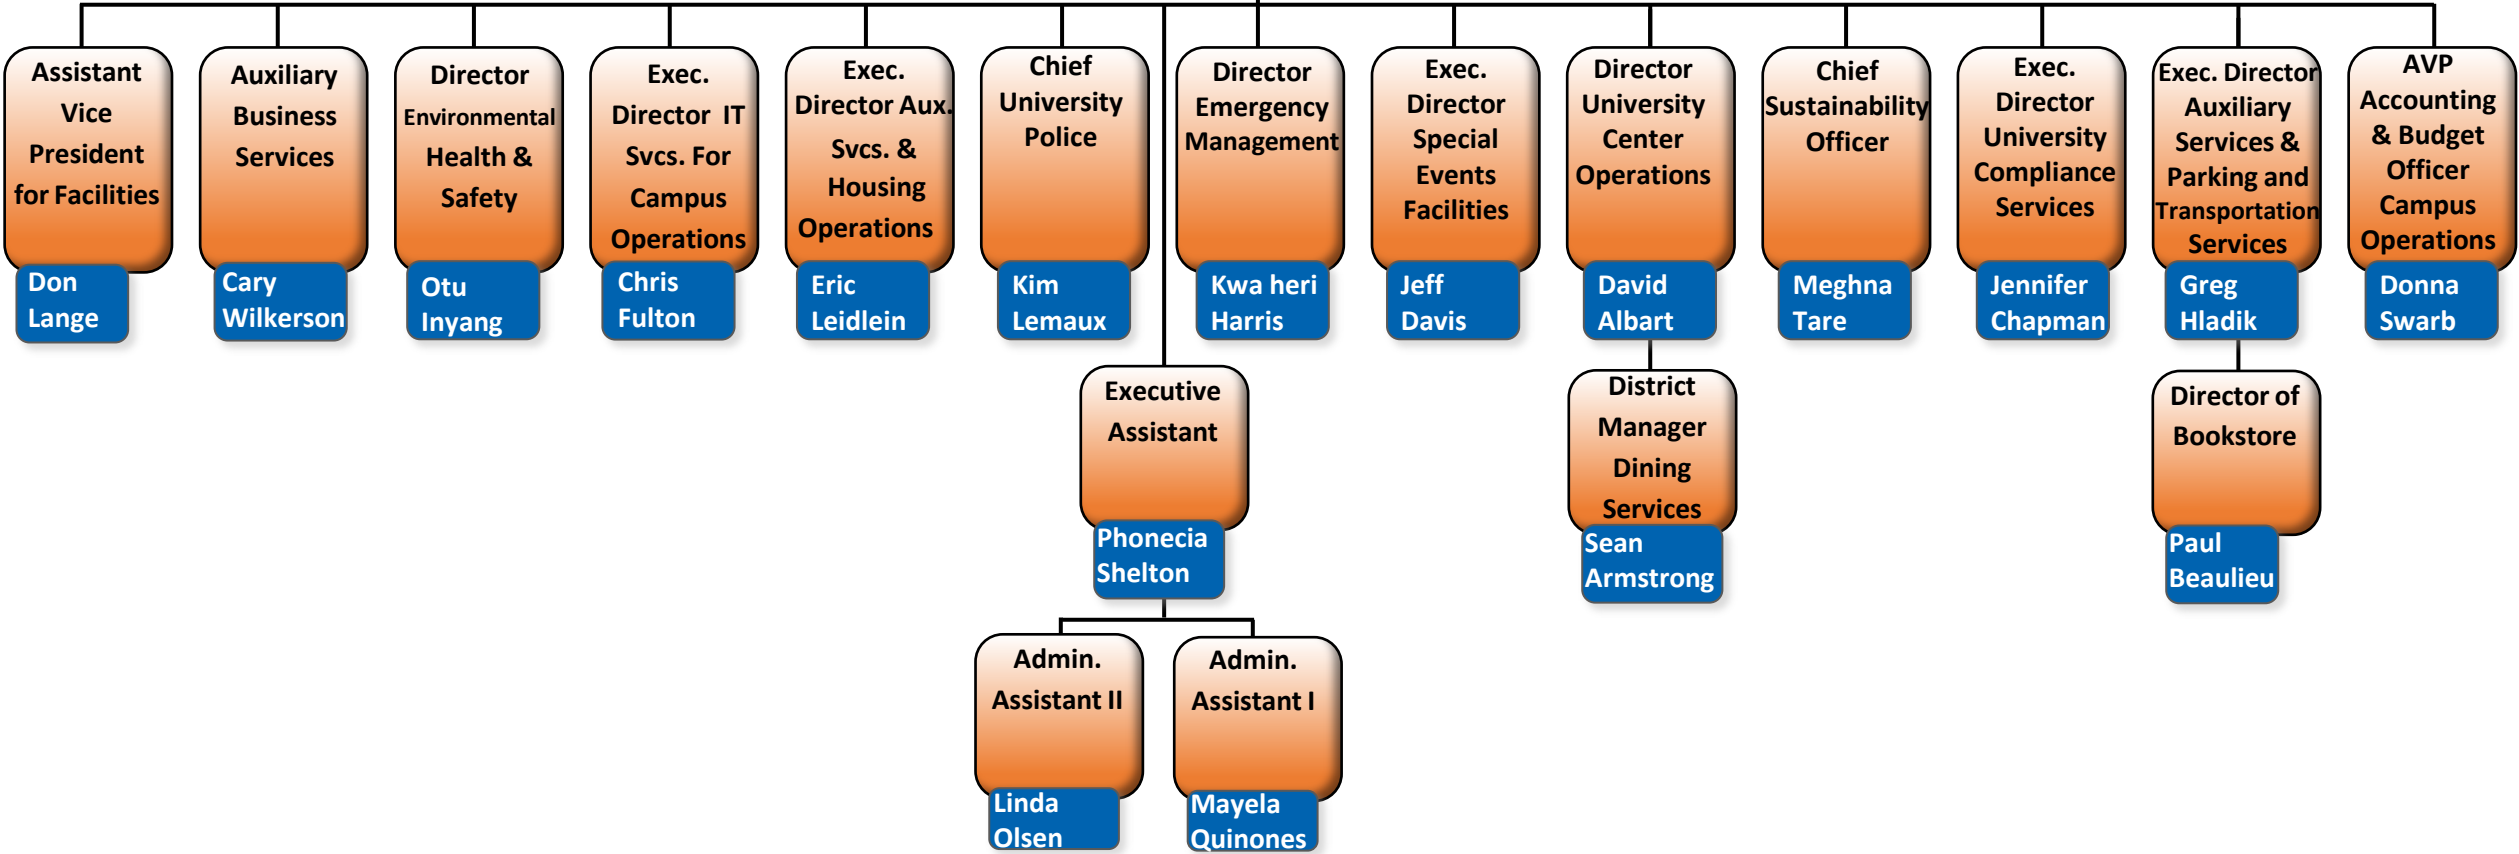 Assistant
Vice
President
for Facilities
Don
Lange
Auxiliary
Business
Services
Cary
Wilkerson
Director
Environmental
Health &
Safety
Otu
Inyang
Exec.
Director IT
Svcs. For
Campus
Operations
Chris
Fulton
Exec.
Director Aux.
Svcs. &
Housing
Operations
Eric
Leidlein
Chief
University
Police
Kim
Lemaux
Director
Emergency
Management
Kwa heri
Harris
Exec.
Director
Special
Events
Facilities
Jeff
Davis
Director
University
Center
Operations
David
Albart
Chief
Sustainability
Officer
Meghna
Tare
Exec.
Director
University
Compliance
Services
Jennifer
Chapman
Exec. Director
Auxiliary
Services &
Parking and
Transportation
Services
Greg
Hladik
AVP
Accounting
& Budget
Officer
Campus
Operations
Donna
Swarb
Executive
Assistant
Phonecia
Shelton
District
Manager
Dining
Services
Sean
Armstrong
Director of
Bookstore
Paul
Beaulieu
Admin.
Assistant II
Linda
Olsen
Admin.
Assistant I
Mayela
Quinones